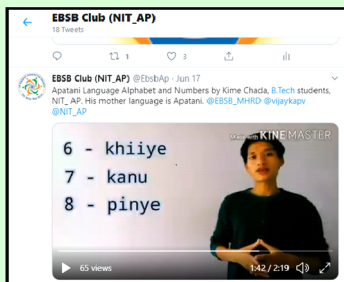 EBSB Club (NIT_AP)
18 Tweets
1
3
EBSB Club (NIT_AP) @EbsbAp · Jun 17
Apatani Language Alphabet and Numbers by Kime Chada, B.Tech students,
NIT_ AP. His mother language is Apatani. @EBSB_MHRD @vijaykapv
@NIT_AP
Made with KINEMASTER
6 - khiiye
7 - kanu
8 - pinye
65 views
1:42 / 2:19